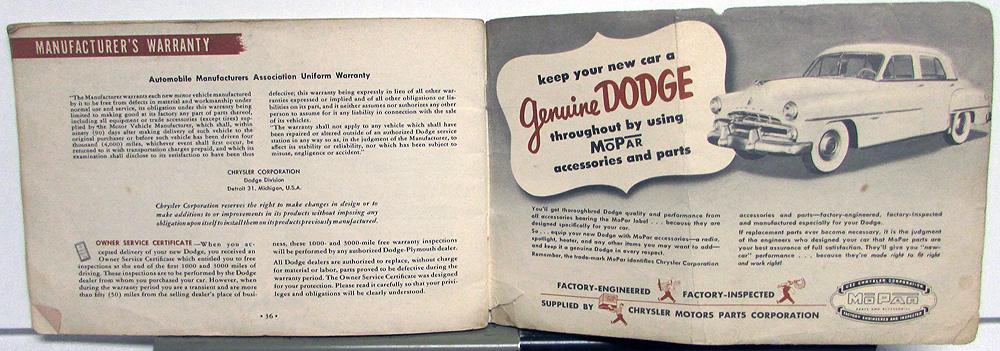 MANUFACTURER'S WARRANTY
Automobile Manufacturers Association Uniform Warranty
"The Manufacturer warrants each new motor vehicle manufactured
by it to be free from defects in material and workmanship under
normal use and service, its obligation under this warranty being
limited to making good at its factory any part or parts thereof,
including all equipment or trade accessories (except tires) sup-
plied by the Motor Vehicle Manufacturer, which shall, within
ninety (90) days after making delivery of such vehicle to the
original purchaser or before such vehicle has been driven four
thousand (4,000) miles, whichever event shall first occur, be
returned to it with transportation charges prepaid, and which its
examination shall disclose to its satisfaction to have been thus
defective; this warranty being expressly in lieu of all other war-
ranties expressed or implied and of all other obligations or lia-
bilities on its part, and it neither assumes nor authorizes any other
person to assume for it any liability in connection with the sale
of its vehicles.
"The warranty shall not apply to any vehicle which shall have
been repaired or altered outside of an authorized Dodge service
station in any way so as, in the judgment of the Manufacturer, to
affect its stability or reliability, nor which has been subject to
misuse, negligence or accident."
CHRYSLER CORPORATION
Dodge Division
Detroit 31, Michigan, U.S.A.
Chrysler Corporation reserves the right to make changes in design or to
make additions to or improvements in its products without imposing any
obligation upon itself to install them on its products previously manufactured.
OWNER SERVICE CERTIFICATE—When you ac-
cepted delivery of your new Dodge, you received an
Owner Service Certificate which entitled you to free
inspections at the end of the first 1000 and 3000 miles of
driving. These inspections are to be performed by the Dodge
dealer from whom you purchased your car. However, when
during the warranty period you are a tourist and are more
than fifty (50) miles from the selling dealer's place of busi-
ness, these 1000- and 3000-mile free warranty inspections
will be performed by any authorized Dodge-Plymouth dealer.
All Dodge dealers are authorized to replace, without charge
for material or labor, parts proved to be defective during the
warranty period. The Owner Service Certificate was designed
for your protection. Please read it carefully so that your privi-
leges and obligations will be clearly understood.
• 36 •
keep your new car a
Genuine DODGE
throughout by using
MoPAR
accessories and parts
You'll get thoroughbred Dodge quality and performance from
all accessories bearing the MoPar label . . . because they are
designed specifically for your car.
So . . . equip your new Dodge with MoPar accessories—a radio,
spotlight, heater, and any other items you may want to add—
and keep it a genuine Dodge in every respect.
Remember, the trade-mark MoPar identifies Chrysler Corporation
accessories and parts—factory-engineered, factory-inspected
and manufactured especially for your Dodge.
If replacement parts ever become necessary, it is the judgment
of the engineers who designed your car that MoPar parts are
your best assurance of full satisfaction. They'll give you "new-
car" performance . . . because they're made right to fit right
and work right!
FACTORY-ENGINEERED
FACTORY-INSPECTED
SUPPLIED BY
CHRYSLER MOTORS PARTS CORPORATION
CHRYSLER CORPORATION
MoPAR
PARTS AND ACCESSORIES
FACTORY ENGINEERED AND INSPECTED